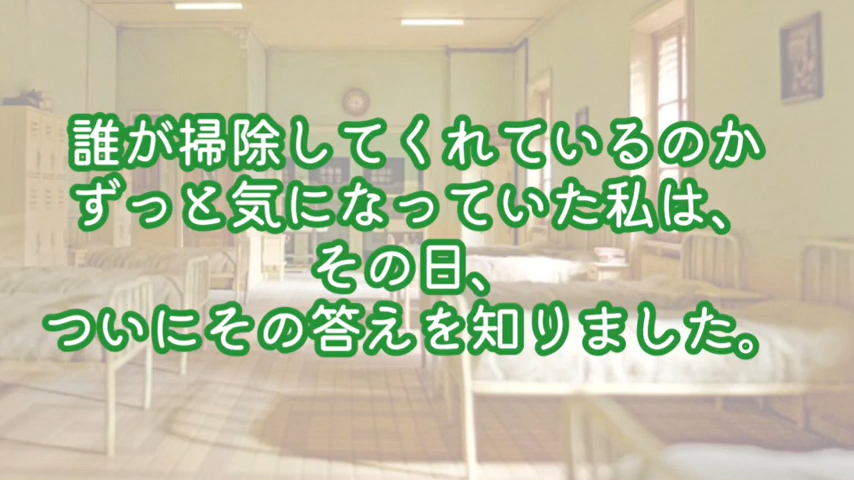 誰が掃除してくれているのか
ずっと気になっていた私は、
その日、
ついにその答えを知りました。